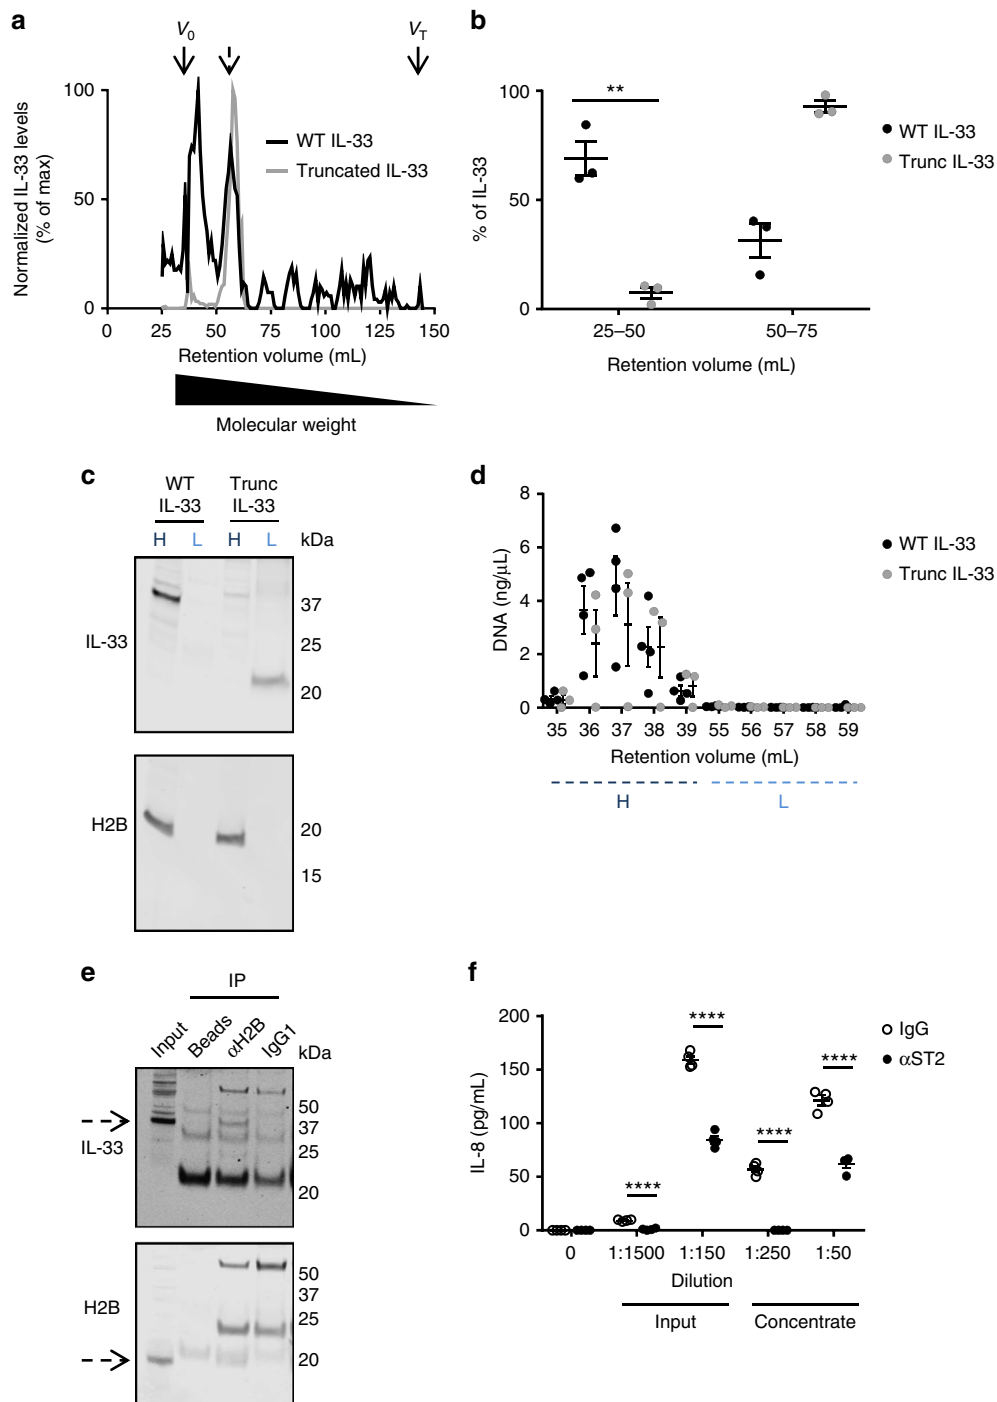 a
V0
VT
Normalized IL-33 levels
(% of max)
100
50
0
WT IL-33
Truncated IL-33
0 25 50 75 100 125 150
Retention volume (mL)
Molecular weight
b
**
% of IL-33
100
50
0
WT IL-33
Trunc IL-33
25–50 50–75
Retention volume (mL)
c
WT
IL-33
Trunc
IL-33
H L H L kDa
IL-33
37
25
20
H2B
20
15
d
DNA (ng/μL)
8
6
4
2
0
WT IL-33
Trunc IL-33
35 36 37 38 39 55 56 57 58 59
Retention volume (mL)
H L
e
IP
Input Beads αH2B IgG1 kDa
IL-33
50
37
25
20
H2B
50
37
25
20
f
IL-8 (pg/mL)
200
150
100
50
0
****
****
****
****
IgG
αST2
0 1:1500 1:150 1:250 1:50
Dilution
Input Concentrate